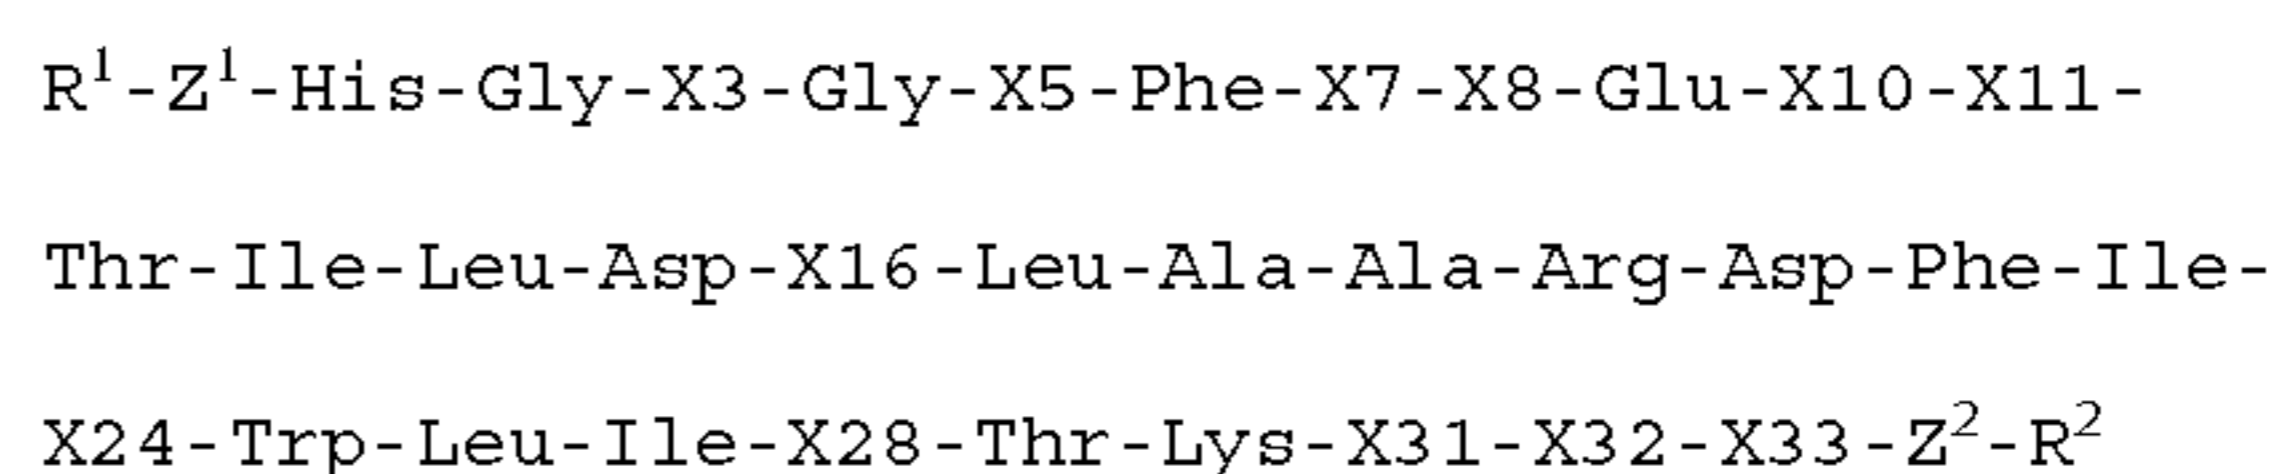 R¹-Z¹-His-Gly-X3-Gly-X5-Phe-X7-X8-Glu-X10-X11-
Thr-Ile-Leu-Asp-X16-Leu-Ala-Ala-Arg-Asp-Phe-Ile-
X24-Trp-Leu-Ile-X28-Thr-Lys-X31-X32-X33-Z²-R²